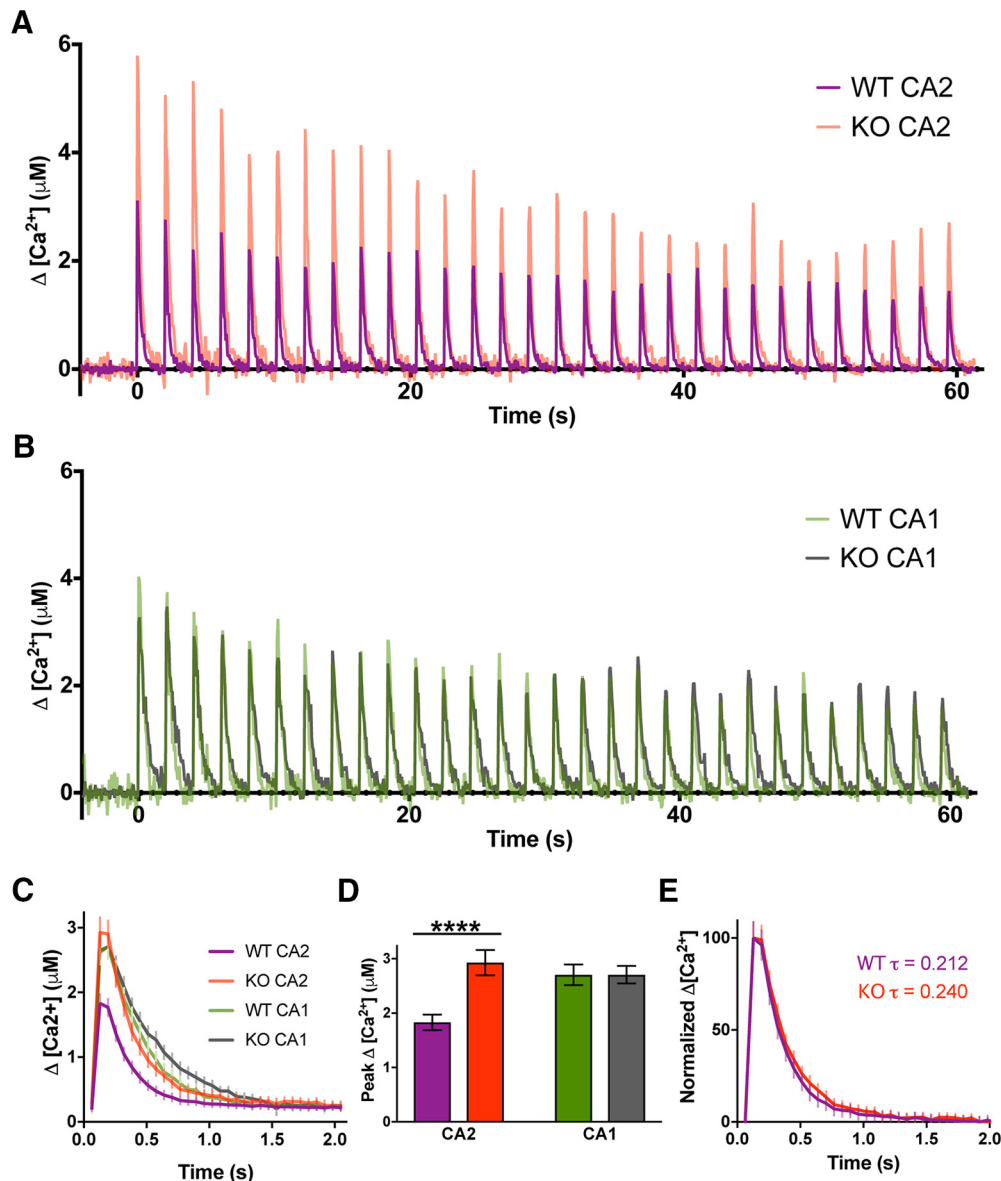 A
6
4
2
0
Δ [Ca²⁺] (μM)
WT CA2
KO CA2
0 20 40 60
Time (s)
B
6
4
2
0
Δ [Ca²⁺] (μM)
WT CA1
KO CA1
0 20 40 60
Time (s)
C
3
2
1
0
Δ [Ca2+] (μM)
WT CA2
KO CA2
WT CA1
KO CA1
0.0 0.5 1.0 1.5 2.0
Time (s)
D
****
3
2
1
0
Peak Δ [Ca²⁺] (μM)
CA2 CA1
E
100
50
0
Normalized Δ[Ca²⁺]
WT τ = 0.212
KO τ = 0.240
0.0 0.5 1.0 1.5 2.0
Time (s)